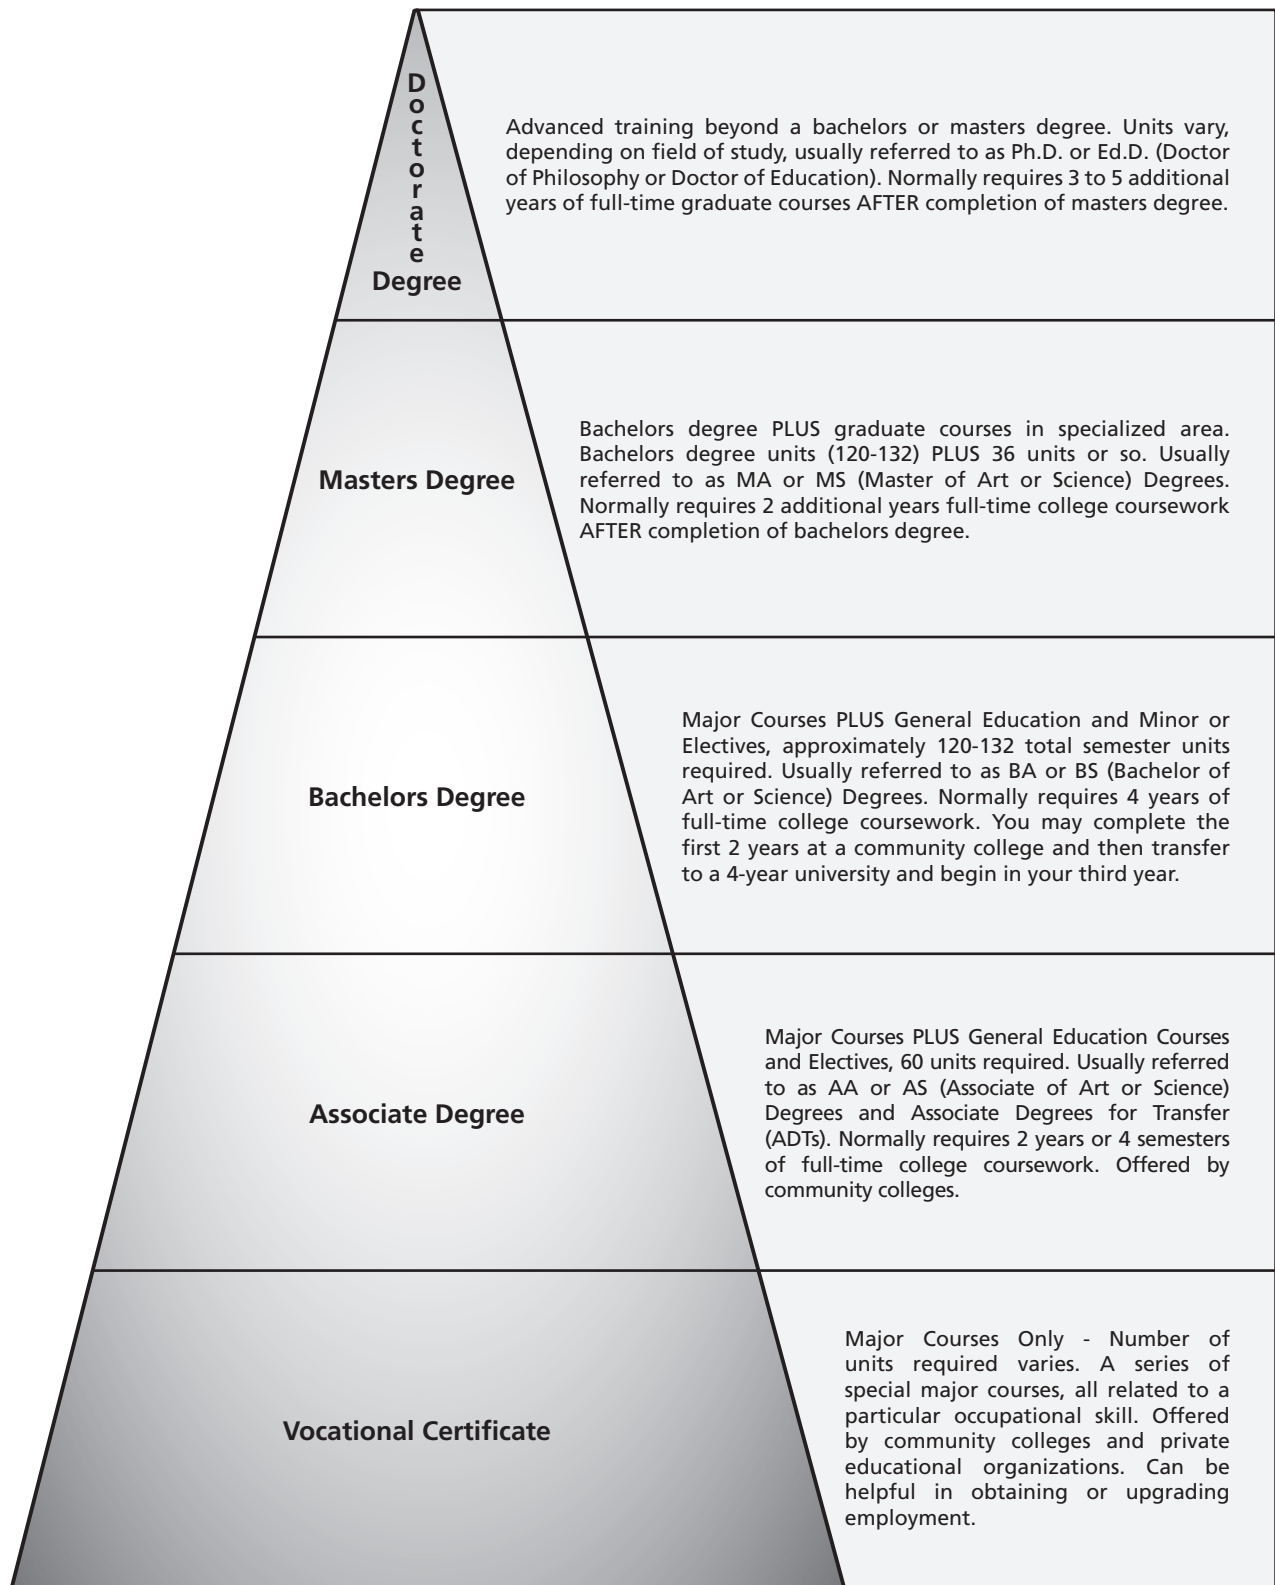 Doctorate
Degree
Advanced training beyond a bachelors or masters degree. Units vary,
depending on field of study, usually referred to as Ph.D. or Ed.D. (Doctor
of Philosophy or Doctor of Education). Normally requires 3 to 5 additional
years of full-time graduate courses AFTER completion of masters degree.
Masters Degree
Bachelors degree PLUS graduate courses in specialized area.
Bachelors degree units (120-132) PLUS 36 units or so. Usually
referred to as MA or MS (Master of Art or Science) Degrees.
Normally requires 2 additional years full-time college coursework
AFTER completion of bachelors degree.
Bachelors Degree
Major Courses PLUS General Education and Minor or
Electives, approximately 120-132 total semester units
required. Usually referred to as BA or BS (Bachelor of
Art or Science) Degrees. Normally requires 4 years of
full-time college coursework. You may complete the
first 2 years at a community college and then transfer
to a 4-year university and begin in your third year.
Associate Degree
Major Courses PLUS General Education Courses
and Electives, 60 units required. Usually referred
to as AA or AS (Associate of Art or Science)
Degrees and Associate Degrees for Transfer
(ADTs). Normally requires 2 years or 4 semesters
of full-time college coursework. Offered by
community colleges.
Vocational Certificate
Major Courses Only - Number of
units required varies. A series of
special major courses, all related to a
particular occupational skill. Offered
by community colleges and private
educational organizations. Can be
helpful in obtaining or upgrading
employment.